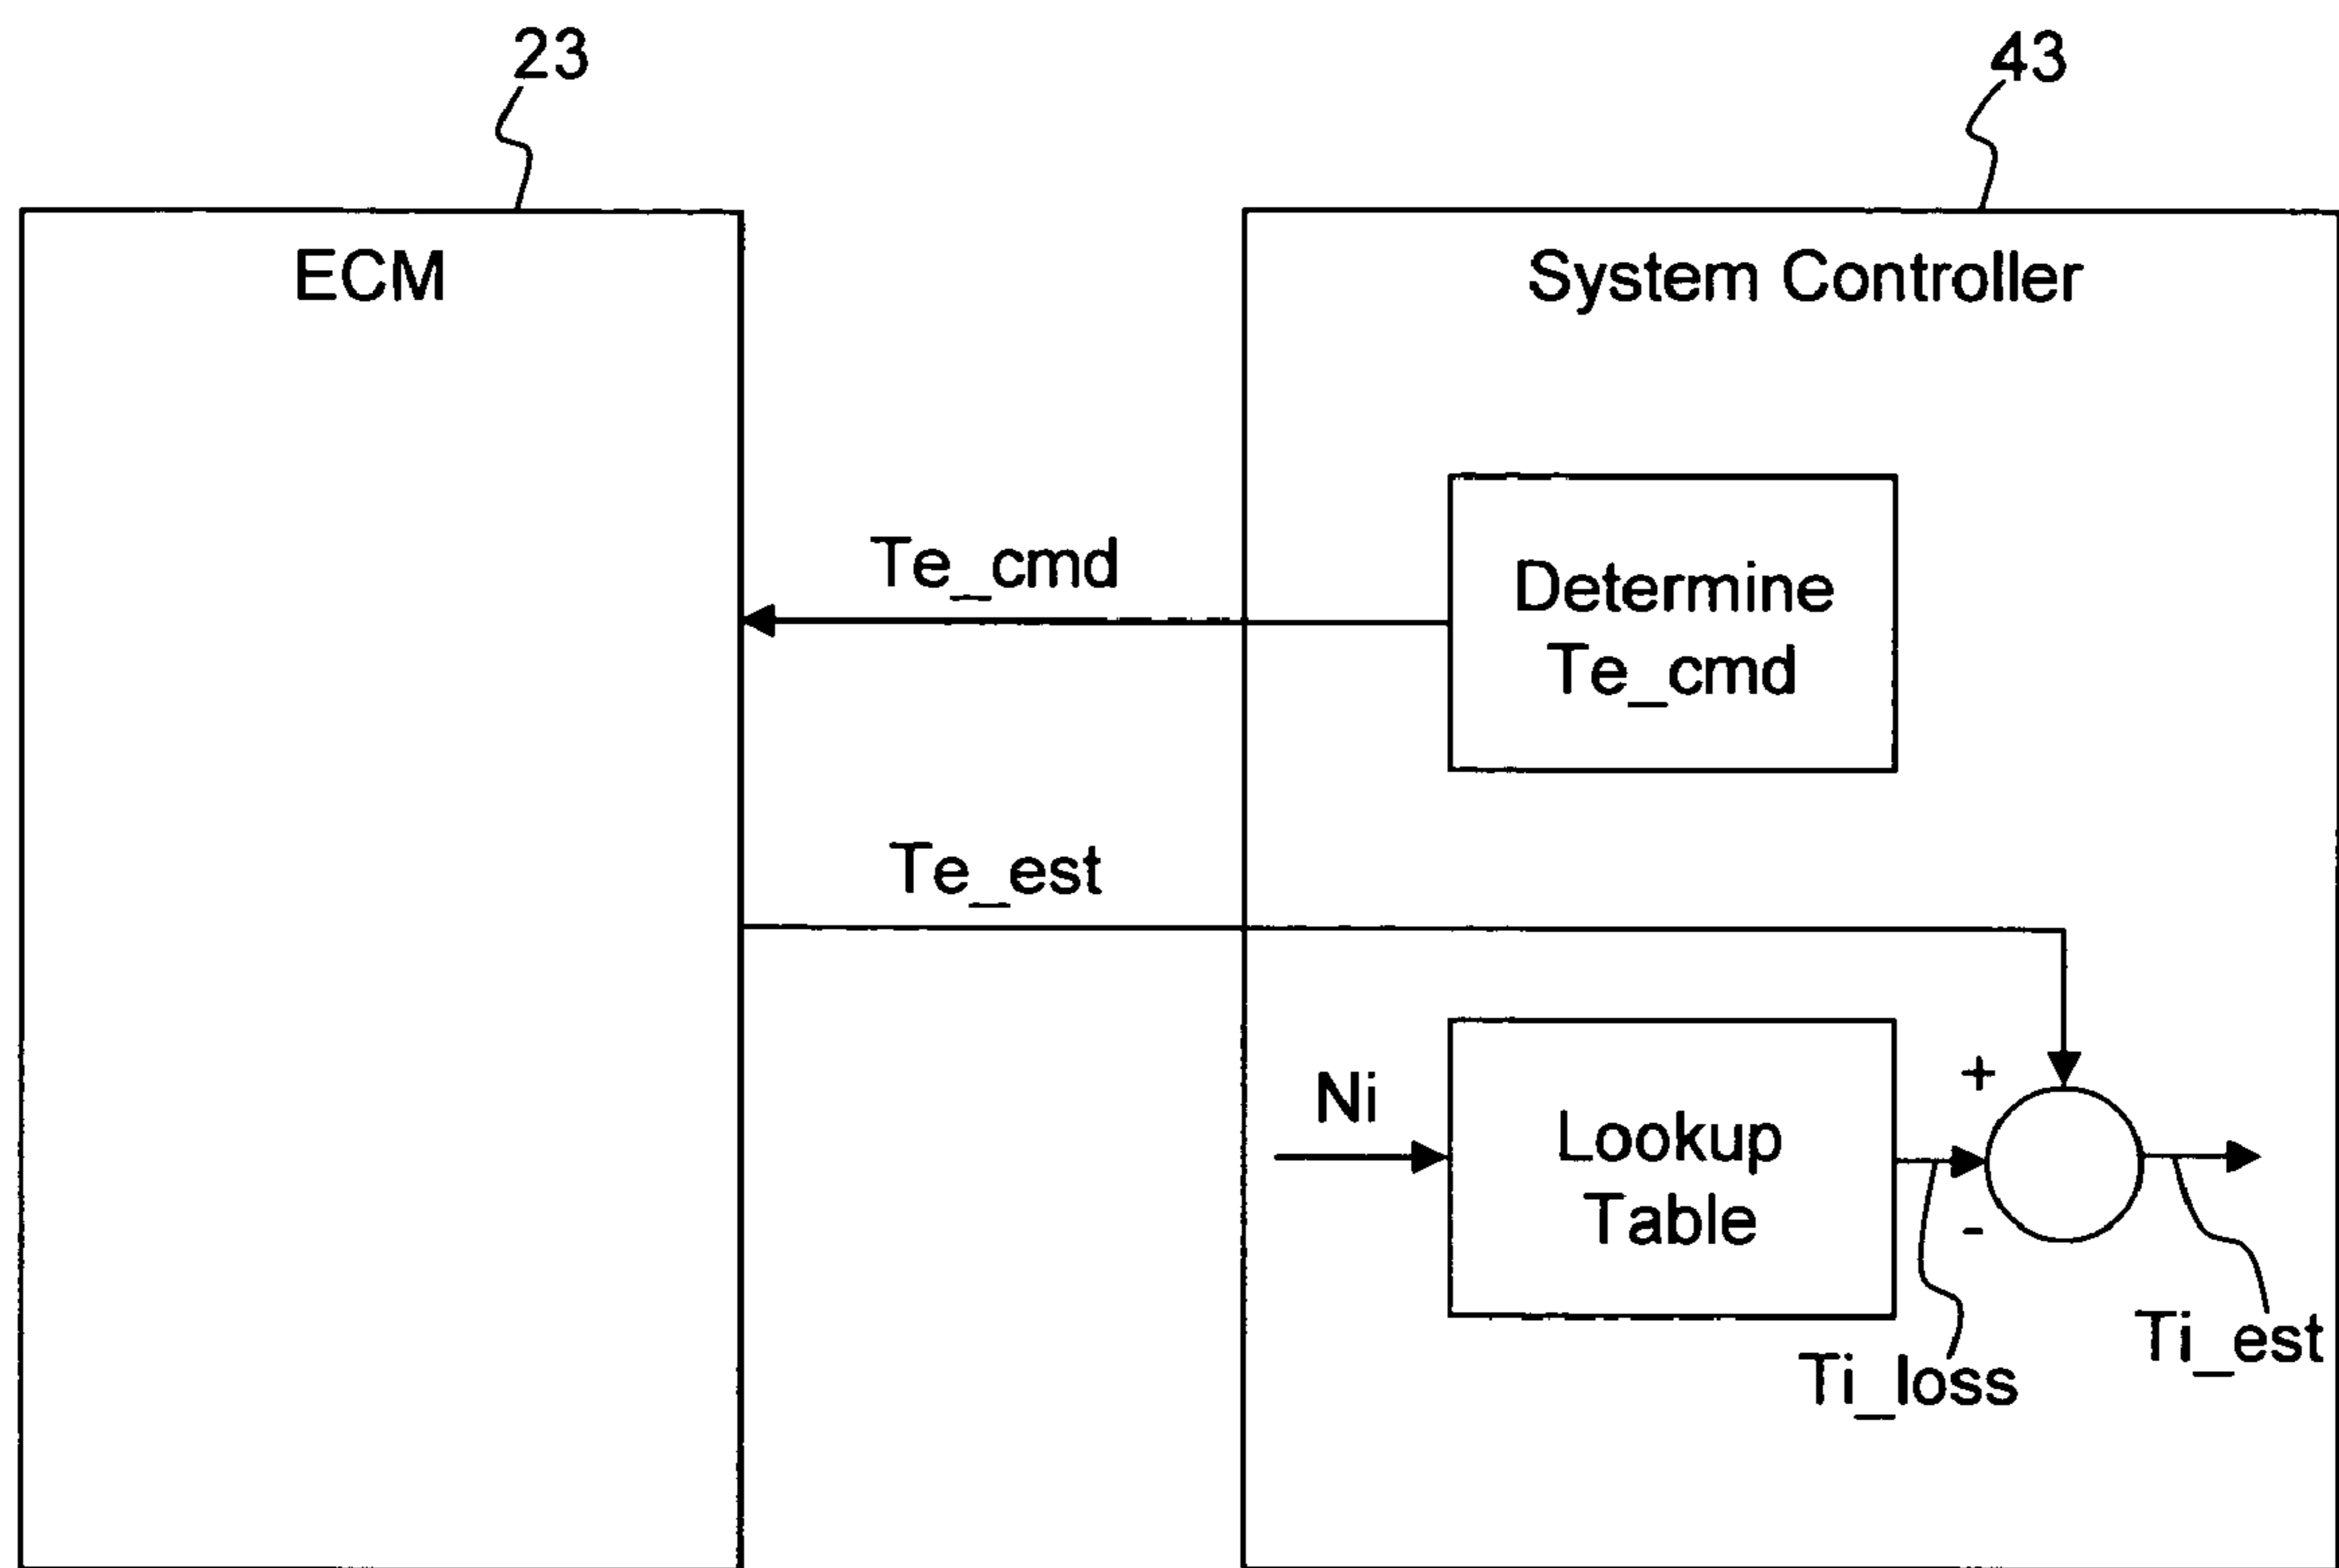 23
43
ECM
System Controller
Te_cmd
Determine
Te_cmd
Te_est
Ni
Lookup
Table
+
-
Ti_loss
Ti_est